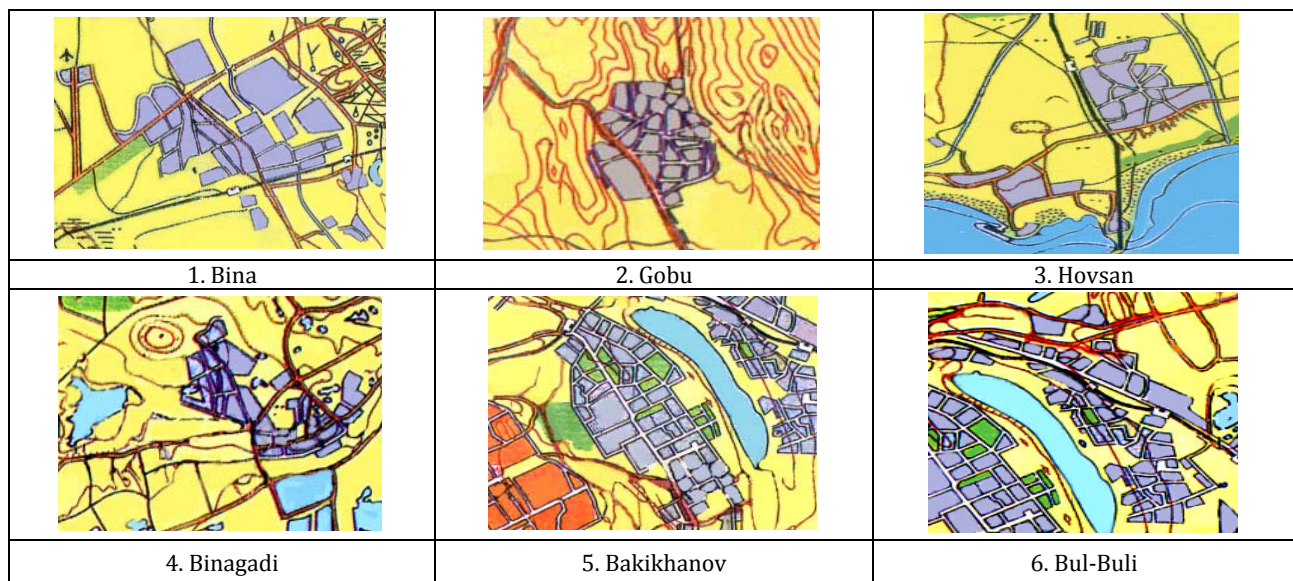 1. Bina
2. Gobu
3. Hovsan
4. Binagadi
5. Bakikhanov
6. Bul-Buli